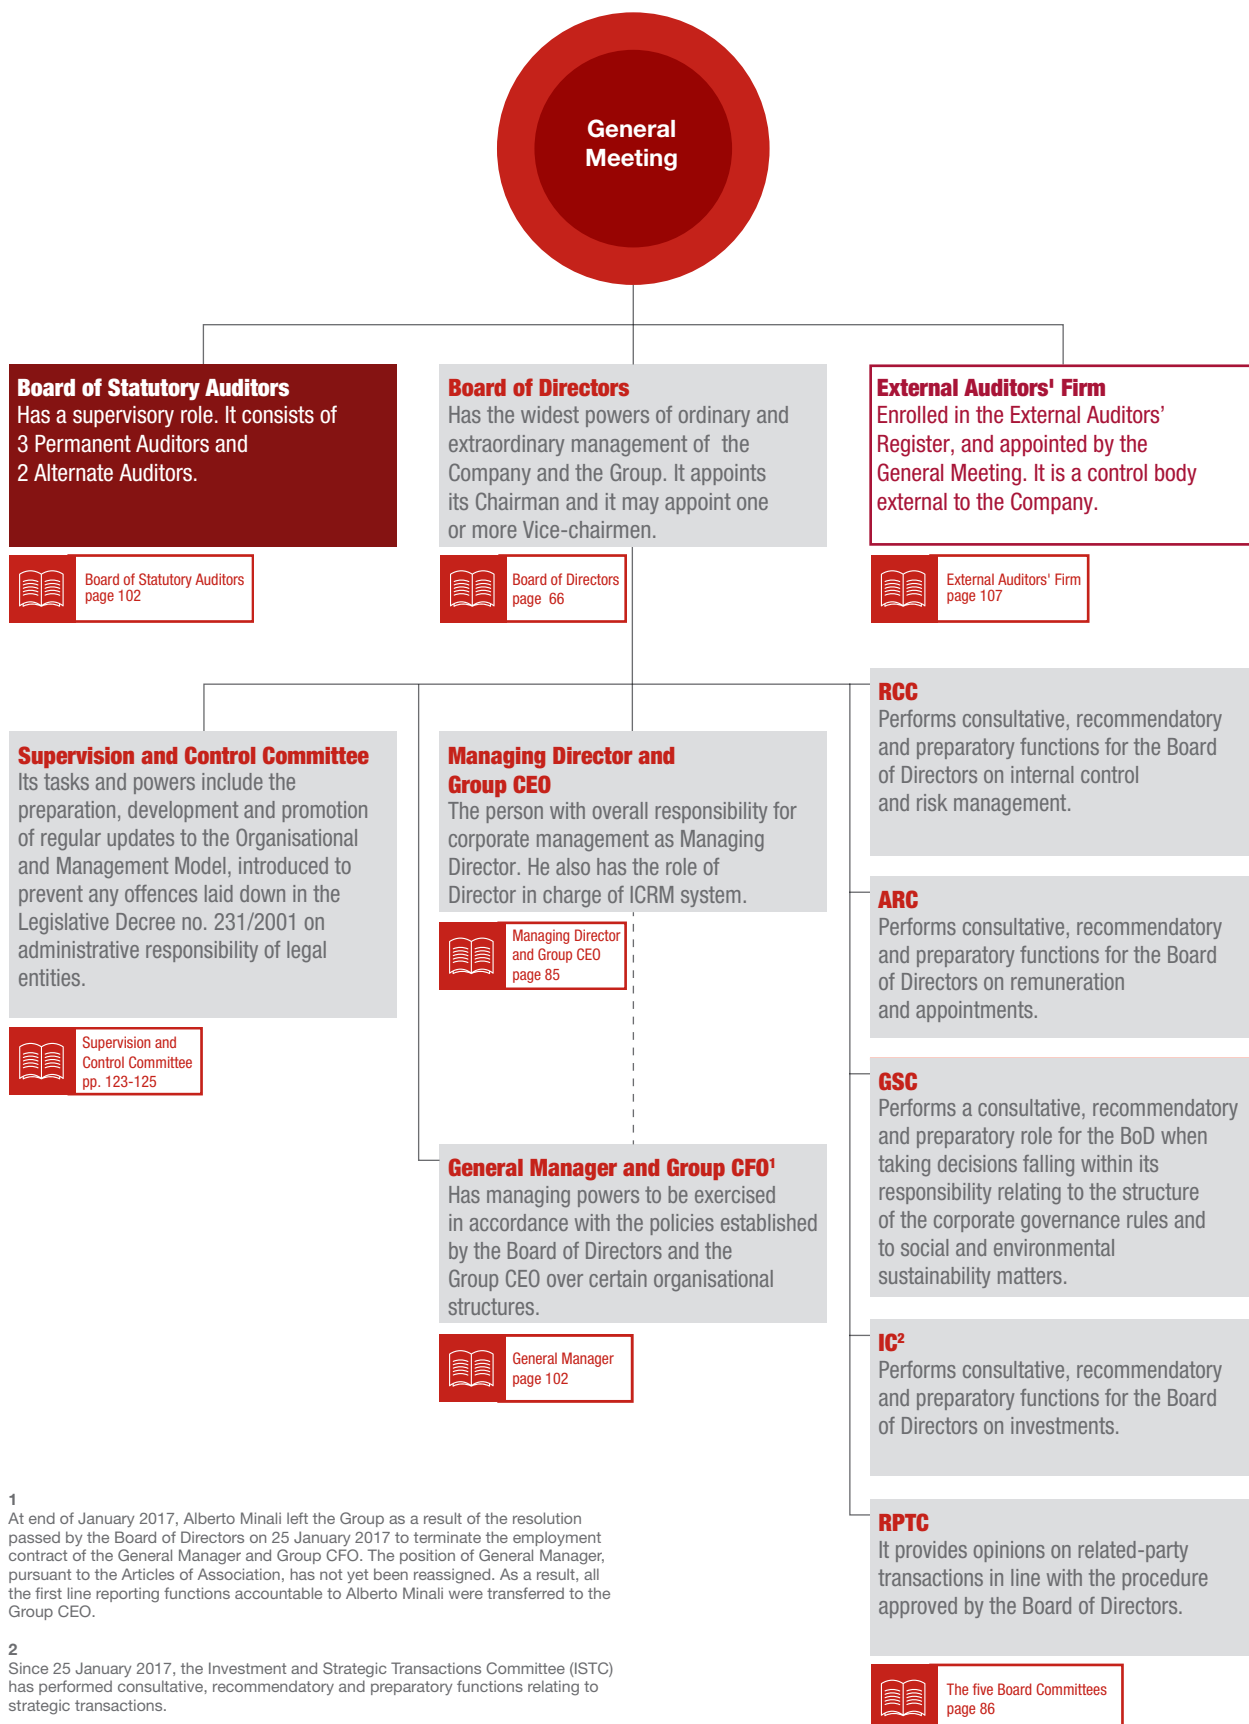 General
Meeting
Board of Statutory Auditors
Has a supervisory role. It consists of
3 Permanent Auditors and
2 Alternate Auditors.
Board of Statutory Auditors
page 102
Board of Directors
Has the widest powers of ordinary and
extraordinary management of the
Company and the Group. It appoints
its Chairman and it may appoint one
or more Vice-chairmen.
Board of Directors
page 66
External Auditors' Firm
Enrolled in the External Auditors’
Register, and appointed by the
General Meeting. It is a control body
external to the Company.
External Auditors' Firm
page 107
Supervision and Control Committee
Its tasks and powers include the
preparation, development and promotion
of regular updates to the Organisational
and Management Model, introduced to
prevent any offences laid down in the
Legislative Decree no. 231/2001 on
administrative responsibility of legal
entities.
Supervision and
Control Committee
pp. 123-125
Managing Director and
Group CEO
The person with overall responsibility for
corporate management as Managing
Director. He also has the role of
Director in charge of ICRM system.
Managing Director
and Group CEO
page 85
General Manager and Group CFO¹
Has managing powers to be exercised
in accordance with the policies established
by the Board of Directors and the
Group CEO over certain organisational
structures.
General Manager
page 102
RCC
Performs consultative, recommendatory
and preparatory functions for the Board
of Directors on internal control
and risk management.
ARC
Performs consultative, recommendatory
and preparatory functions for the Board
of Directors on remuneration
and appointments.
GSC
Performs a consultative, recommendatory
and preparatory role for the BoD when
taking decisions falling within its
responsibility relating to the structure
of the corporate governance rules and
to social and environmental
sustainability matters.
IC²
Performs consultative, recommendatory
and preparatory functions for the Board
of Directors on investments.
RPTC
It provides opinions on related-party
transactions in line with the procedure
approved by the Board of Directors.
The five Board Committees
page 86
1
At end of January 2017, Alberto Minali left the Group as a result of the resolution
passed by the Board of Directors on 25 January 2017 to terminate the employment
contract of the General Manager and Group CFO. The position of General Manager,
pursuant to the Articles of Association, has not yet been reassigned. As a result, all
the first line reporting functions accountable to Alberto Minali were transferred to the
Group CEO.
2
Since 25 January 2017, the Investment and Strategic Transactions Committee (ISTC)
has performed consultative, recommendatory and preparatory functions relating to
strategic transactions.